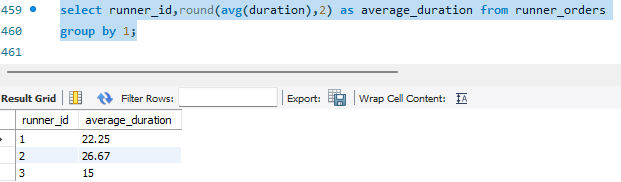 459 select runner_id,round(avg(duration),2) as average_duration from runner_orders
460 group by 1;
461
Result Grid Filter Rows: Export: Wrap Cell Content: IA
runner_id average_duration
1 22.25
2 26.67
3 15